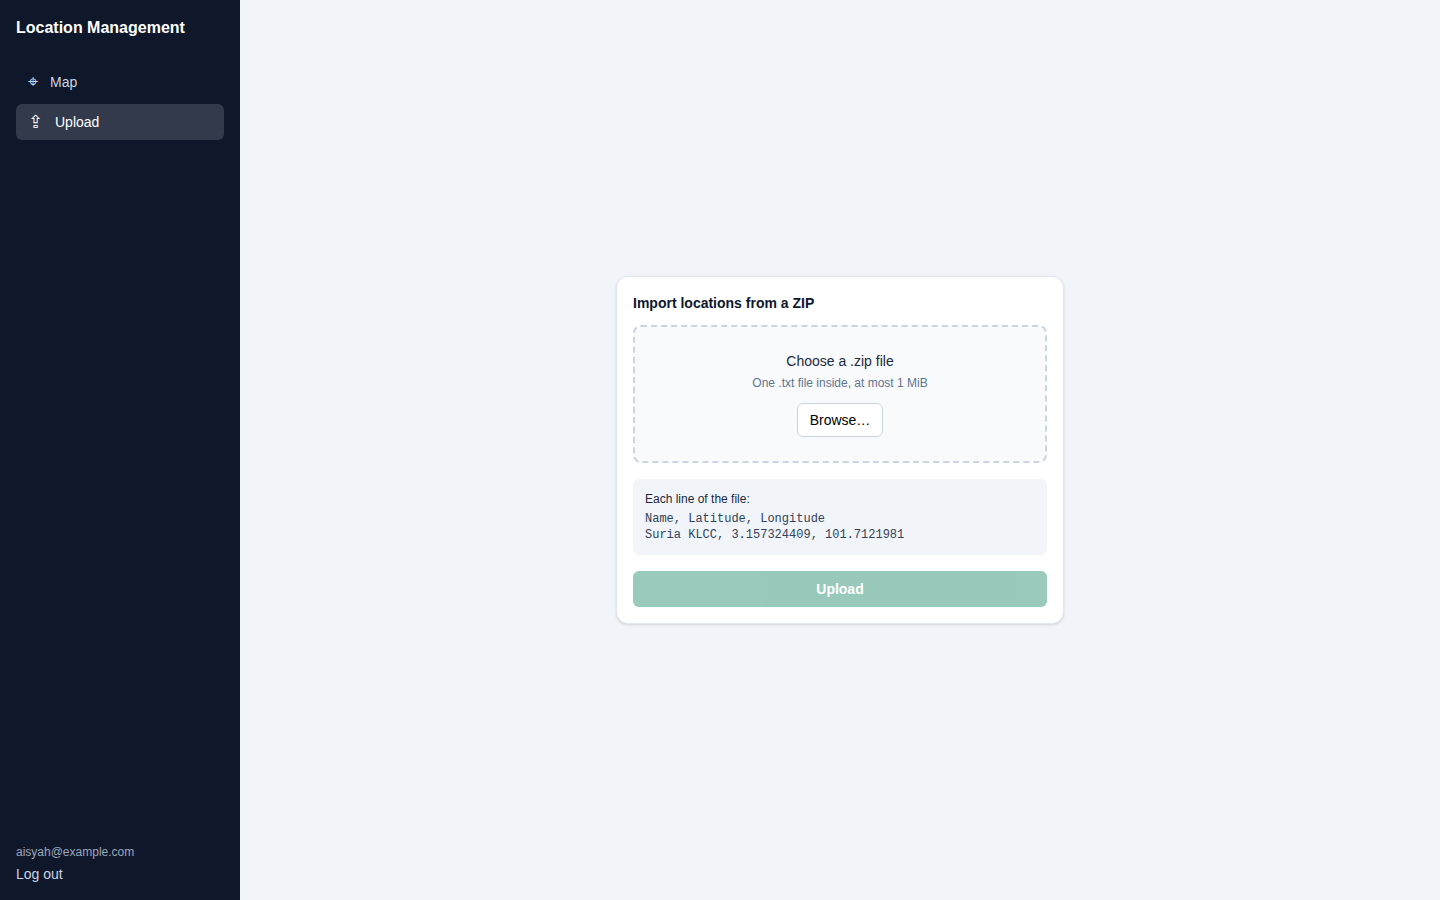 Location Management
Map
Upload
Import locations from a ZIP
Choose a .zip file
One .txt file inside, at most 1 MiB
Browse…
Each line of the file:
Name, Latitude, Longitude
Suria KLCC, 3.157324409, 101.7121981
Upload
aisyah@example.com
Log out